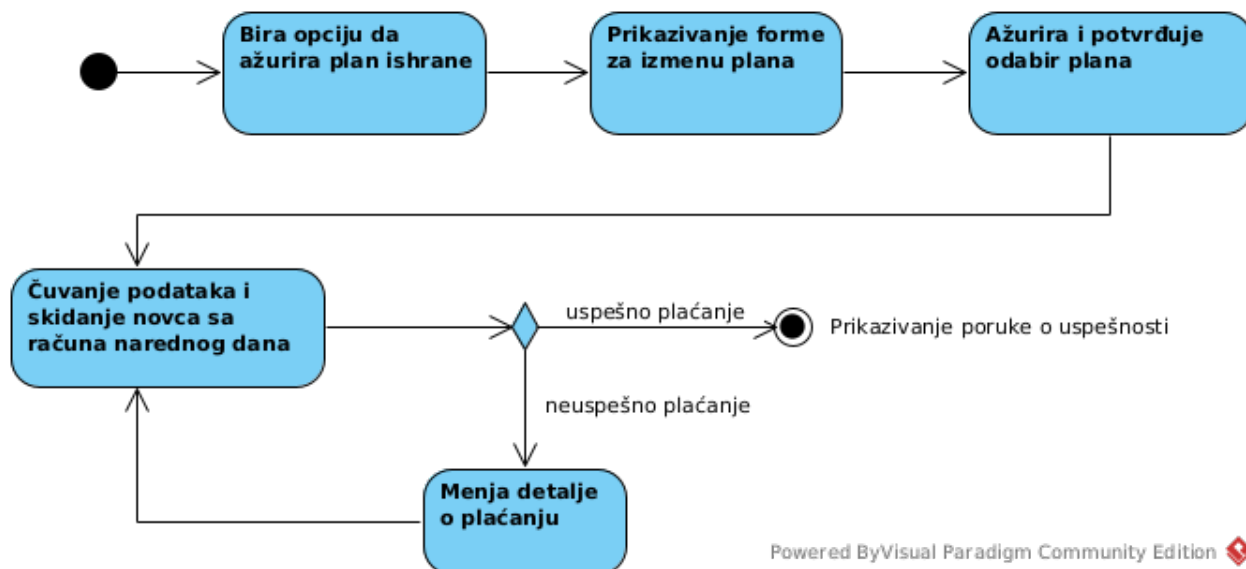 Bira opciju da
ažurira plan ishrane
Prikazivanje forme
za izmenu plana
Ažurira i potvrđuje
odabir plana
Čuvanje podataka i
skidanje novca sa
računa narednog dana
uspešno plaćanje
Prikazivanje poruke o uspešnosti
neuspešno plaćanje
Menja detalje
o plaćanju
Powered ByVisual Paradigm Community Edition